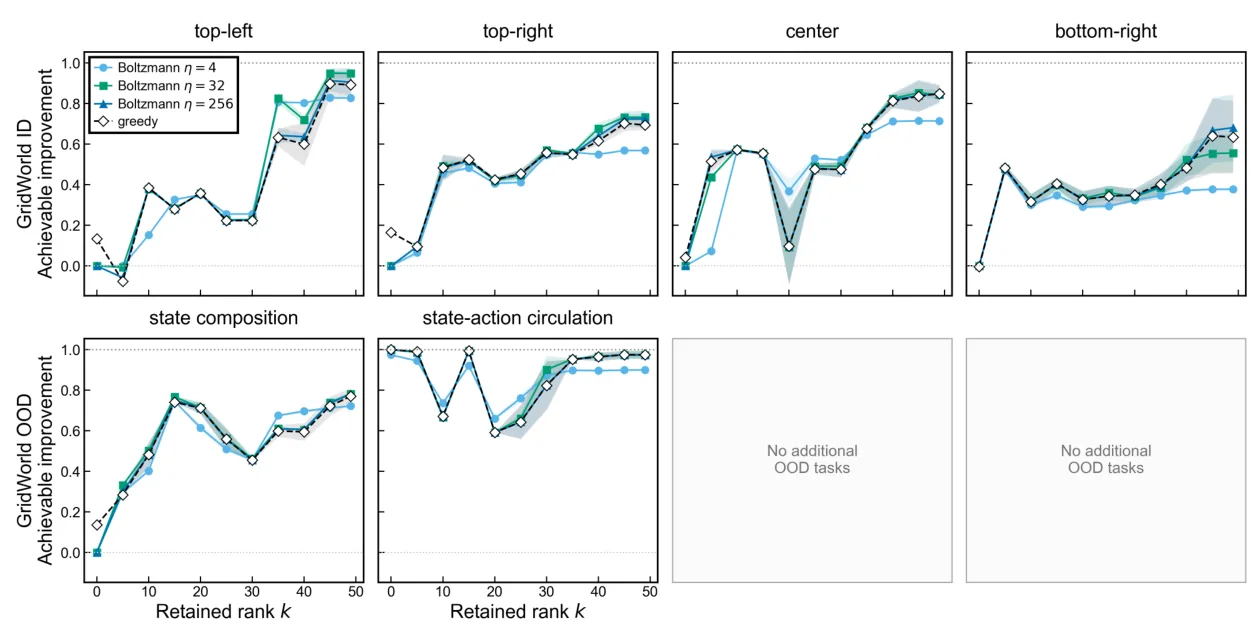 top-left
top-right
center
bottom-right
GridWorld ID
Achievable improvement
1.0
0.8
0.6
0.4
0.2
0.0
Boltzmann η = 4
Boltzmann η = 32
Boltzmann η = 256
greedy
state composition
state-action circulation
GridWorld OOD
Achievable improvement
1.0
0.8
0.6
0.4
0.2
0.0
No additional
OOD tasks
No additional
OOD tasks
0 10 20 30 40 50
0 10 20 30 40 50
Retained rank k
Retained rank k